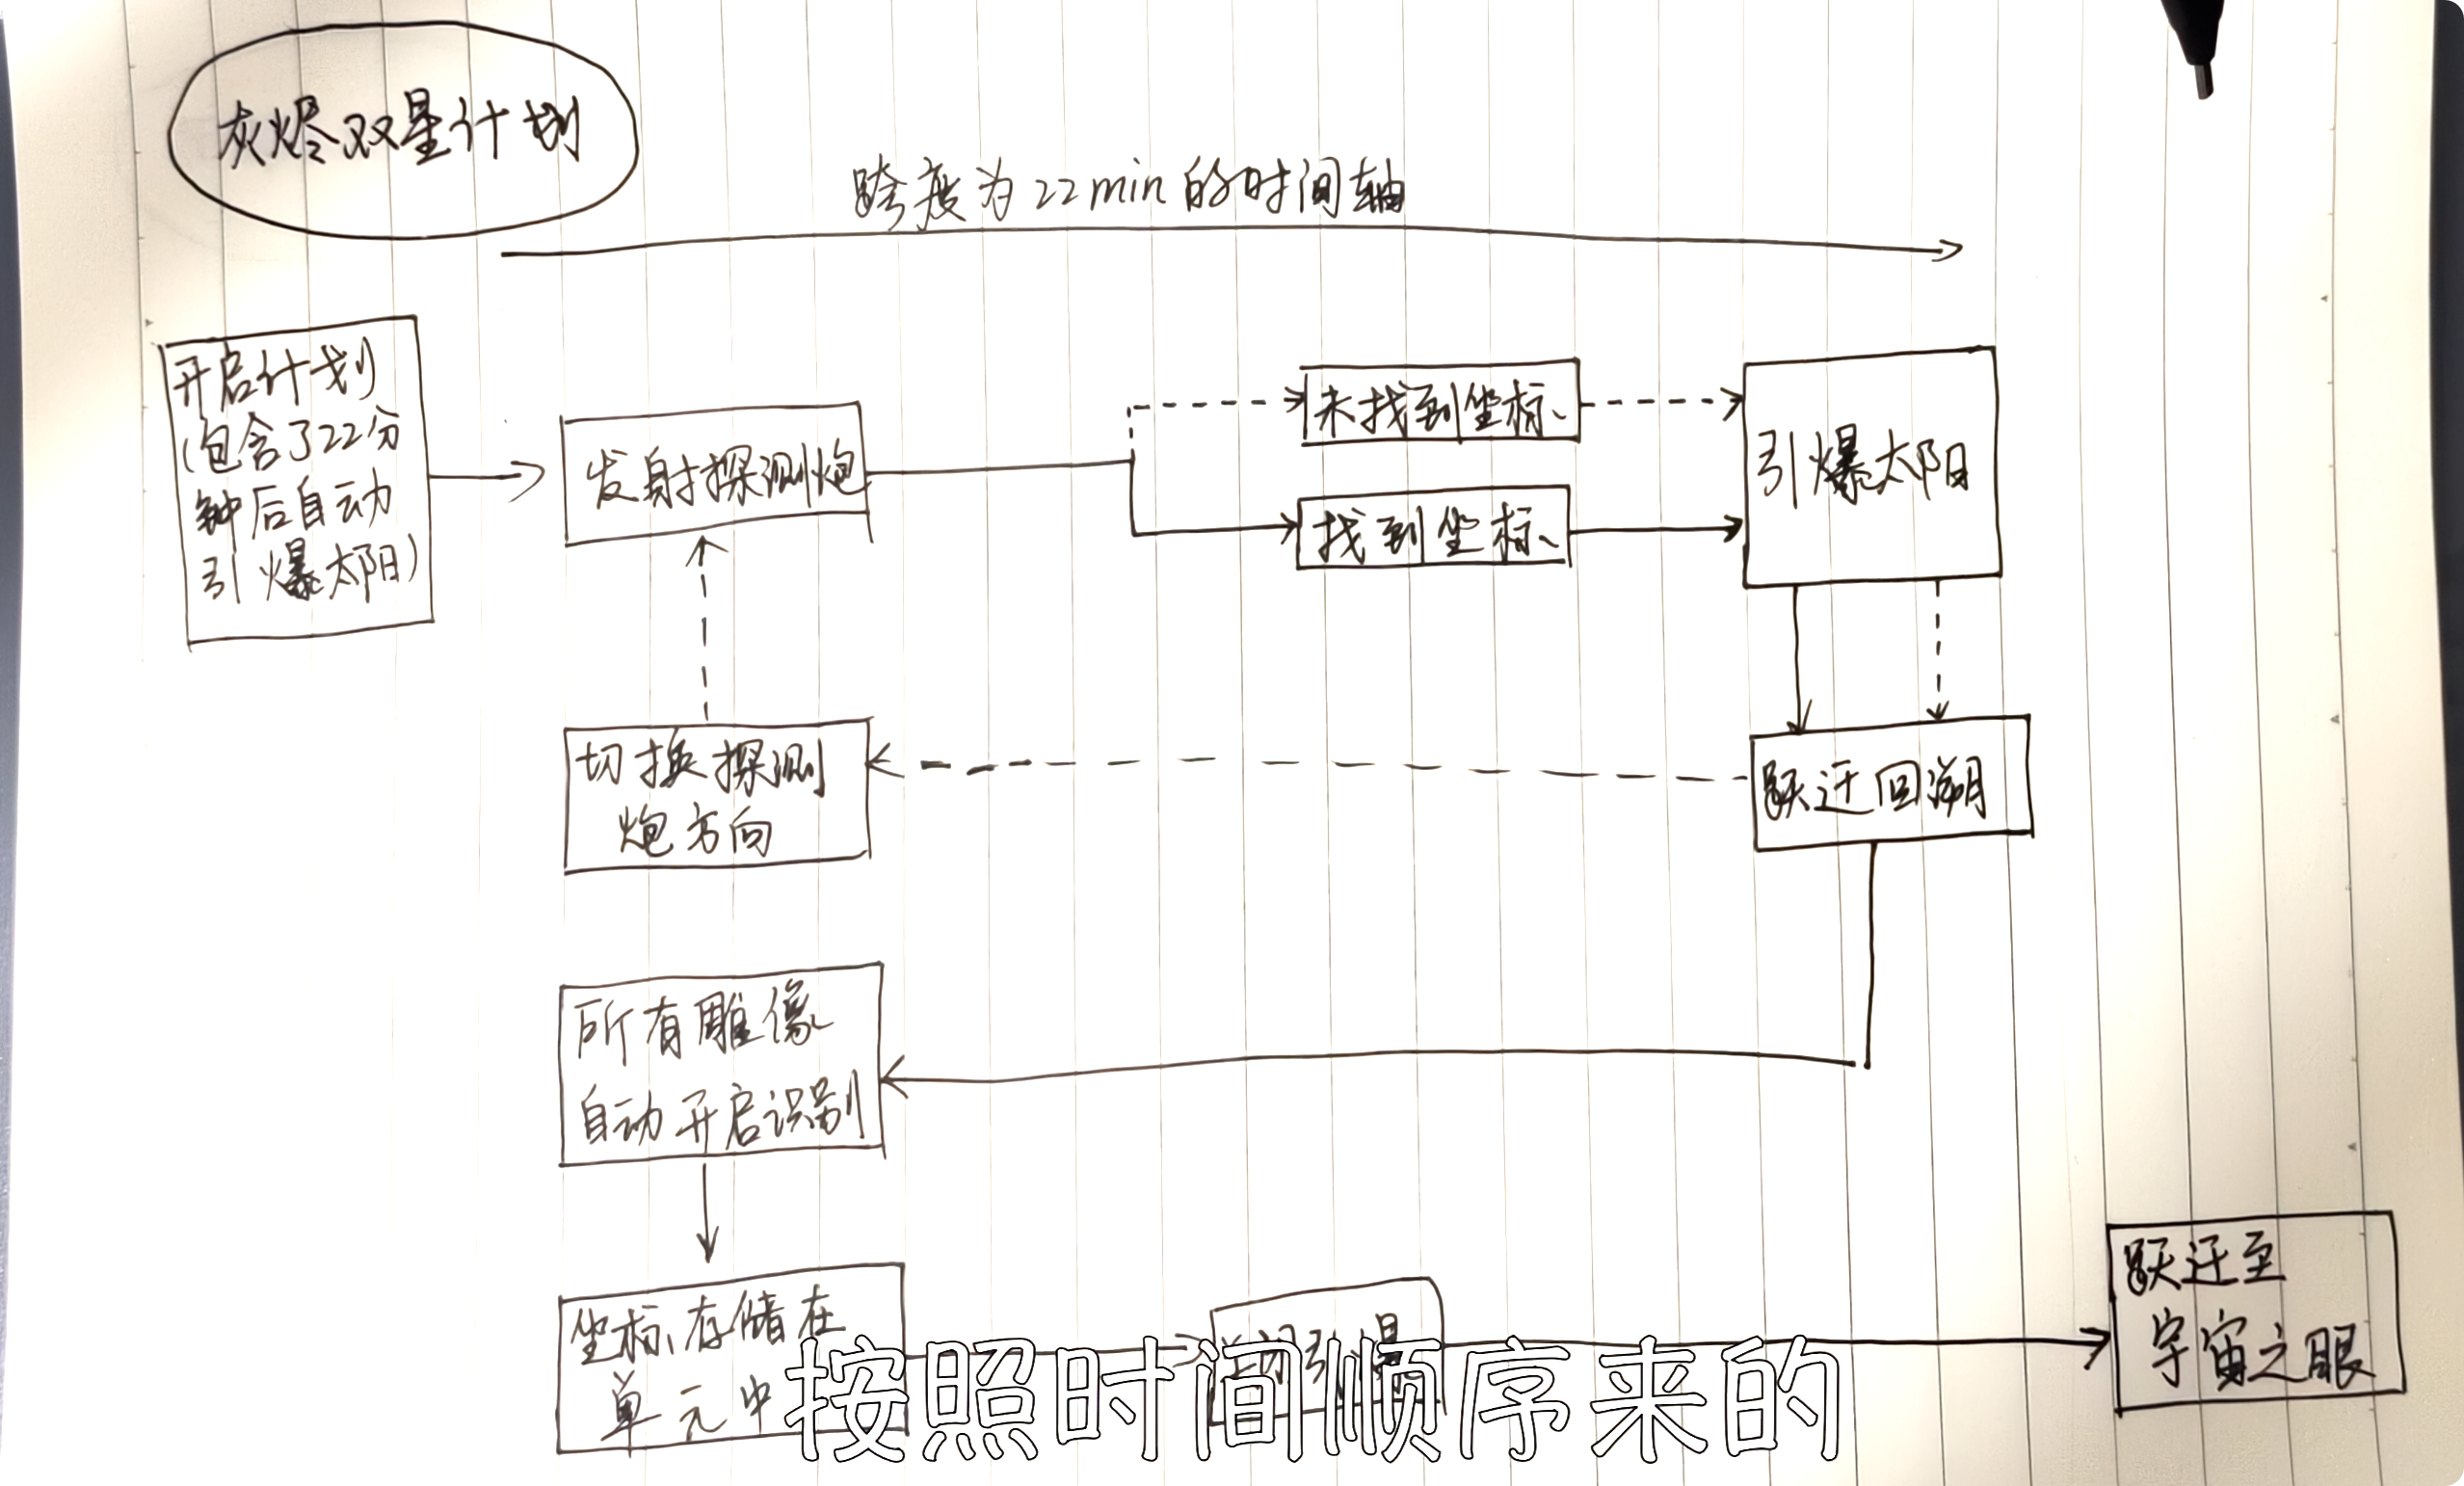 灰烬双星计划
跨度为22min的时间轴
开启计划
(包含了22分
钟后自动
引爆太阳)
发射探测炮
未找到坐标
找到坐标
引爆太阳
切换探测
炮方向
跃迁回溯
所有雕像
自动开启识别
坐标存储在
单元中
引爆
跃迁至
宇宙之眼
按照时间顺序来的